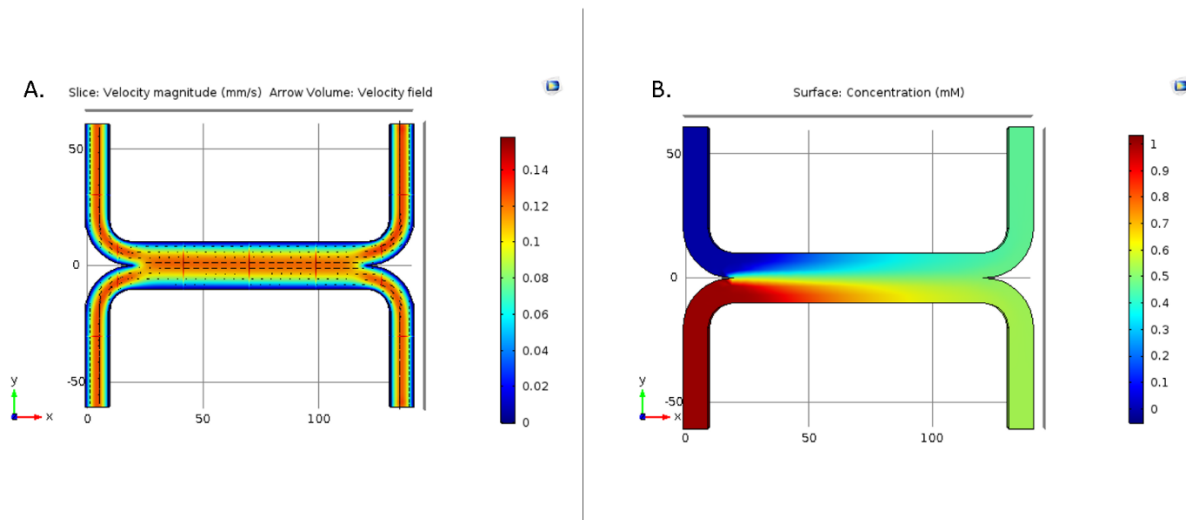 A.
Slice: Velocity magnitude (mm/s) Arrow Volume: Velocity field
50
0
-50
0 50 100
y
x
0.14
0.12
0.1
0.08
0.06
0.04
0.02
0
B.
Surface: Concentration (mM)
50
0
-50
0 50 100
y
x
1
0.9
0.8
0.7
0.6
0.5
0.4
0.3
0.2
0.1
0